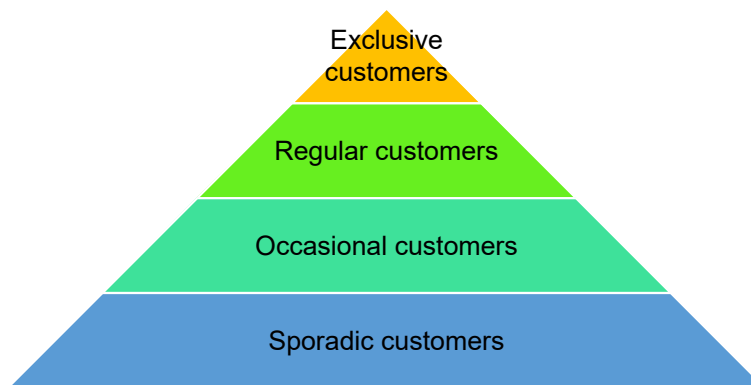 Exclusive
customers
Regular customers
Occasional customers
Sporadic customers